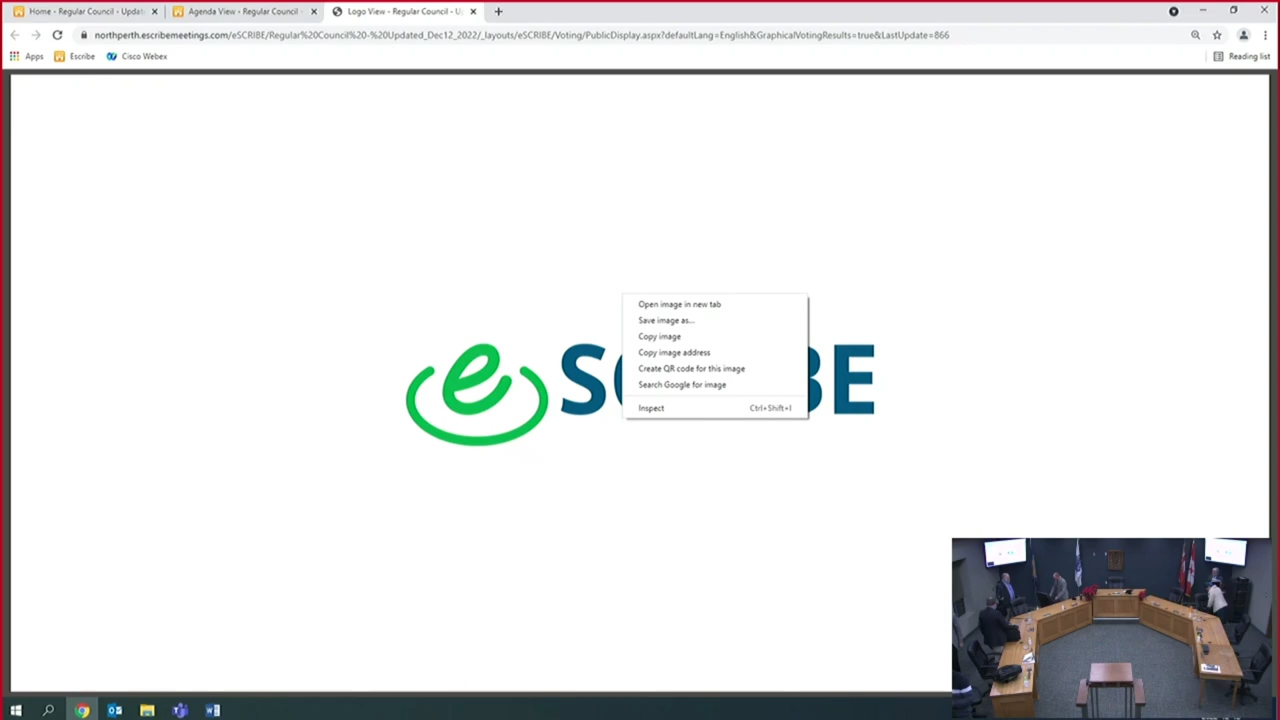 Home - Regular Council - Updat
Agenda View - Regular Council -
Logo View - Regular Council - U
northperth.escribemeetings.com/eSCRIBE/Regular%20Council%20-%20Updated_Dec12_2022/_layouts/eSCRIBE/Voting/PublicDisplay.aspx?defaultLang=English&GraphicalVotingResults=true&LastUpdate=866
Apps
Escribe
Cisco Webex
Reading list
Open image in new tab
Save image as...
Copy image
Copy image address
Create QR code for this image
Search Google for image
Inspect Ctrl+Shift+I
e S BE